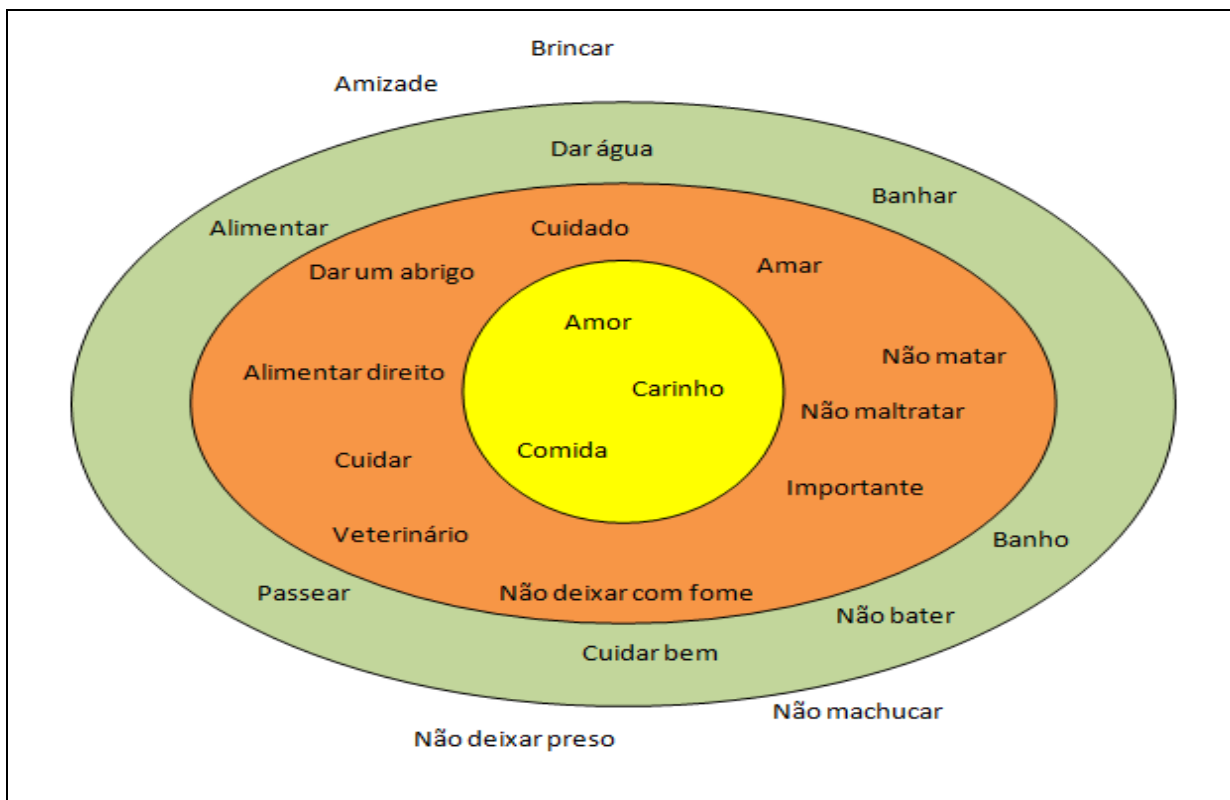 Brincar
Amizade
Dar água
Banhar
Alimentar
Cuidado
Amar
Dar um abrigo
Amor
Não matar
Alimentar direito
Carinho
Não maltratar
Comida
Cuidar
Importante
Veterinário
Banho
Passear
Não deixar com fome
Não bater
Cuidar bem
Não machucar
Não deixar preso